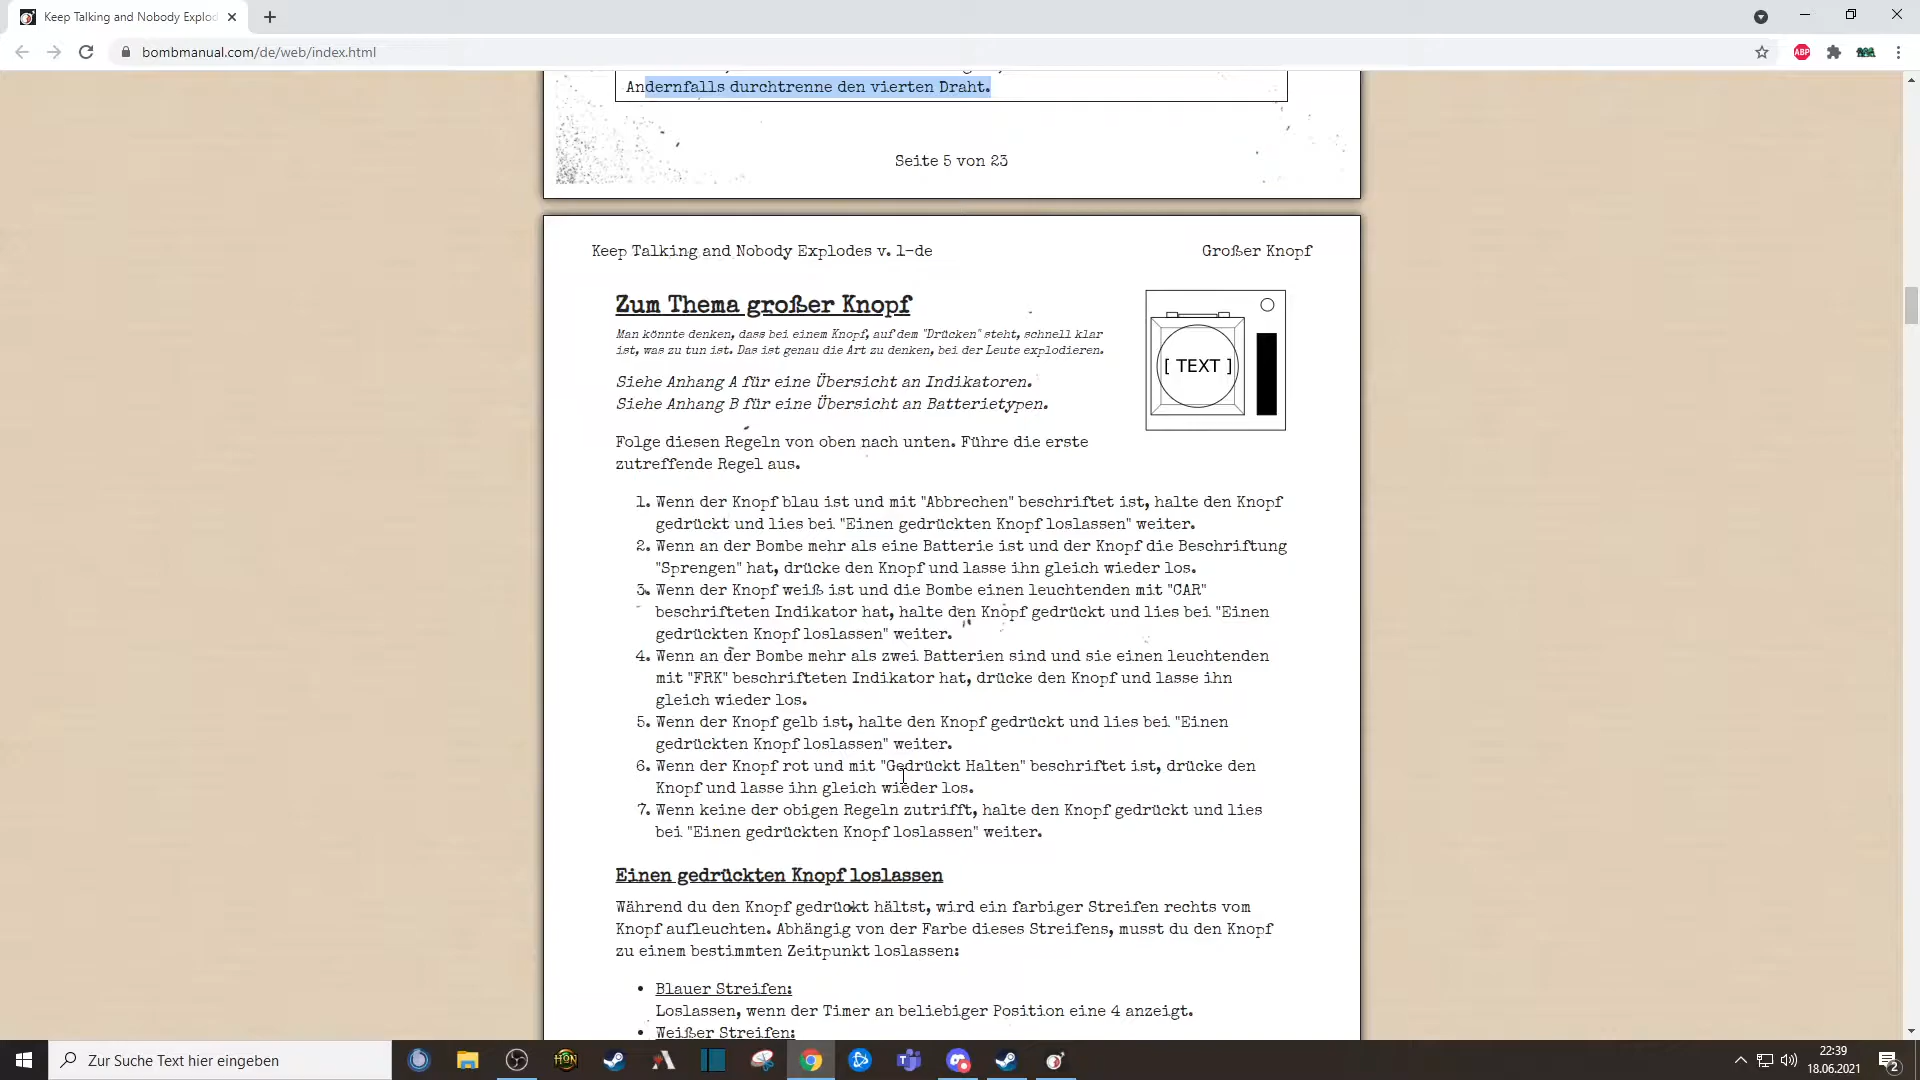 Keep Talking and Nobody Explod
bombmanual.com/de/web/index.html
ABP
Andernfalls durchtrenne den vierten Draht.
Seite 5 von 23
Keep Talking and Nobody Explodes v. 1-de
Großer Knopf
Zum Thema großer Knopf
Man könnte denken, dass bei einem Knopf, auf dem "Drücken" steht, schnell klar
ist, was zu tun ist. Das ist genau die Art zu denken, bei der Leute explodieren.
[ TEXT ]
Siehe Anhang A für eine Übersicht an Indikatoren.
Siehe Anhang B für eine Übersicht an Batterietypen.
Folge diesen Regeln von oben nach unten. Führe die erste
zutreffende Regel aus.
1. Wenn der Knopf blau ist und mit "Abbrechen" beschriftet ist, halte den Knopf
gedrückt und lies bei "Einen gedrückten Knopf loslassen" weiter.
2. Wenn an der Bombe mehr als eine Batterie ist und der Knopf die Beschriftung
"Sprengen" hat, drücke den Knopf und lasse ihn gleich wieder los.
3. Wenn der Knopf weiß ist und die Bombe einen leuchtenden mit "CAR"
beschrifteten Indikator hat, halte den Knopf gedrückt und lies bei "Einen
gedrückten Knopf loslassen" weiter.
4. Wenn an der Bombe mehr als zwei Batterien sind und sie einen leuchtenden
mit "FRK" beschrifteten Indikator hat, drücke den Knopf und lasse ihn
gleich wieder los.
5. Wenn der Knopf gelb ist, halte den Knopf gedrückt und lies bei "Einen
gedrückten Knopf loslassen" weiter.
6. Wenn der Knopf rot und mit "Gedrückt Halten" beschriftet ist, drücke den
Knopf und lasse ihn gleich wieder los.
7. Wenn keine der obigen Regeln zutrifft, halte den Knopf gedrückt und lies
bei "Einen gedrückten Knopf loslassen" weiter.
Einen gedrückten Knopf loslassen
Während du den Knopf gedrückt hältst, wird ein farbiger Streifen rechts vom
Knopf aufleuchten. Abhängig von der Farbe dieses Streifens, musst du den Knopf
zu einem bestimmten Zeitpunkt loslassen:
• Blauer Streifen:
Loslassen, wenn der Timer an beliebiger Position eine 4 anzeigt.
• Weißer Streifen:
Zur Suche Text hier eingeben
HON
22:39
18.06.2021
2